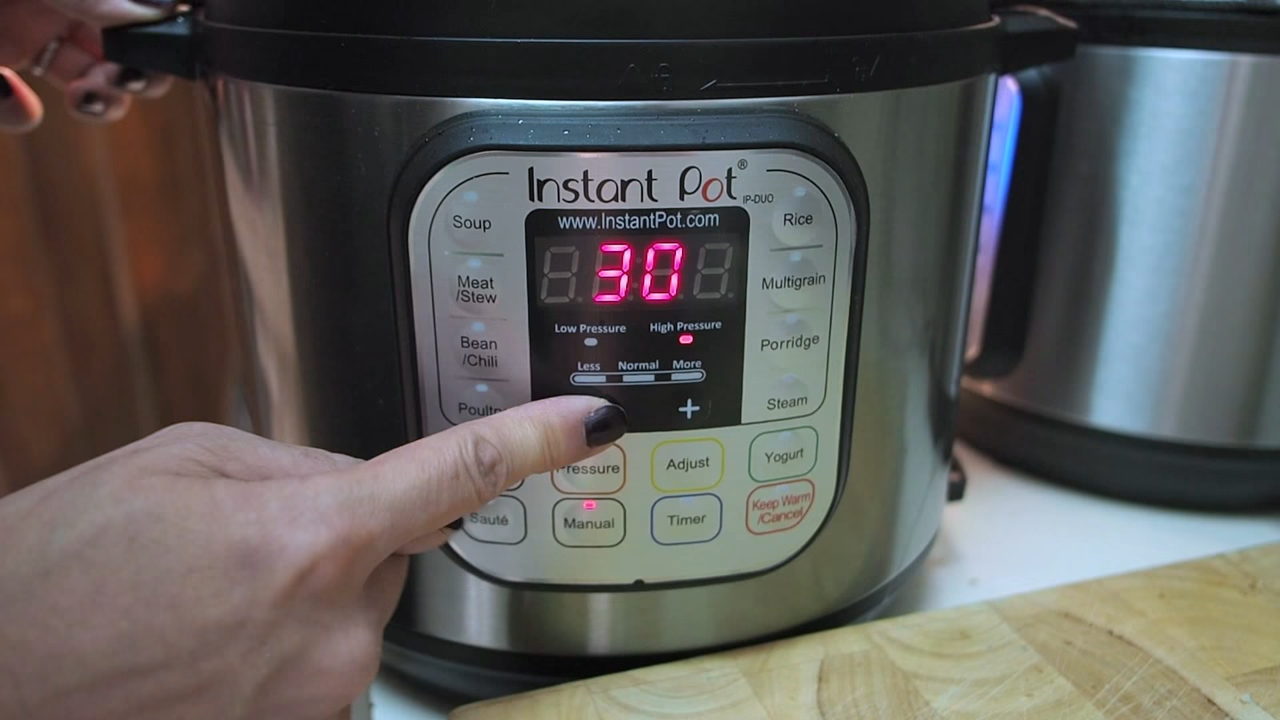 Instant Pot®
IP-DUO
www.InstantPot.com
30
Low Pressure
High Pressure
Less
Normal
More
+
Soup
Meat
/Stew
Bean
/Chili
Rice
Multigrain
Porridge
Steam
Pressure
Adjust
Yogurt
Sauté
Manual
Timer
Keep Warm
/Cancel